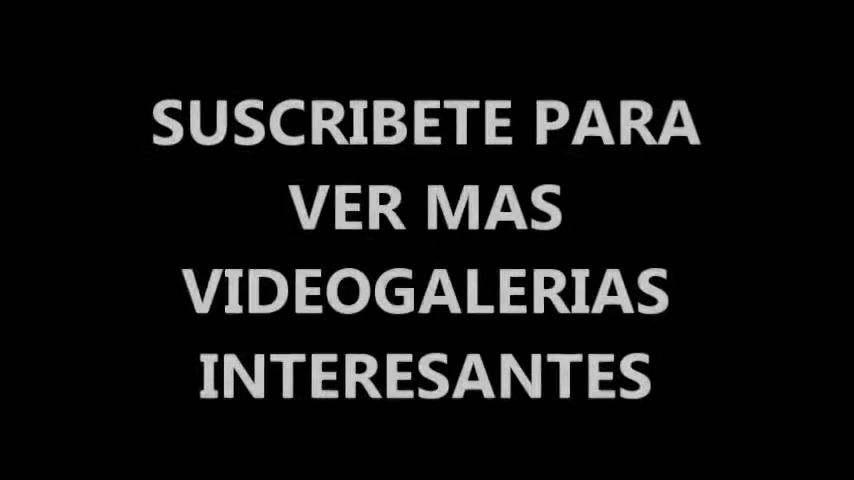 SUSCRIBETE PARA
VER MAS
VIDEOGALERIAS
INTERESANTES